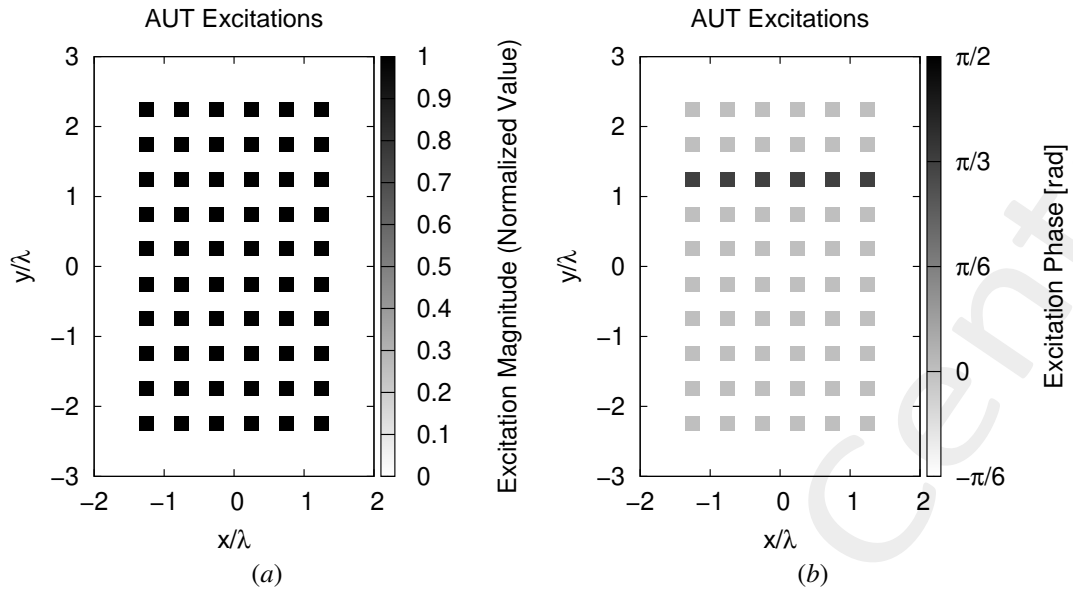 AUT Excitations
3
2
1
0
−1
−2
−3
y/λ
−2 −1 0 1 2
x/λ
1
0.9
0.8
0.7
0.6
0.5
0.4
0.3
0.2
0.1
0
Excitation Magnitude (Normalized Value)
(a)
AUT Excitations
3
2
1
0
−1
−2
−3
y/λ
−2 −1 0 1 2
x/λ
π/2
π/3
π/6
0
−π/6
Excitation Phase [rad]
(b)
Cent